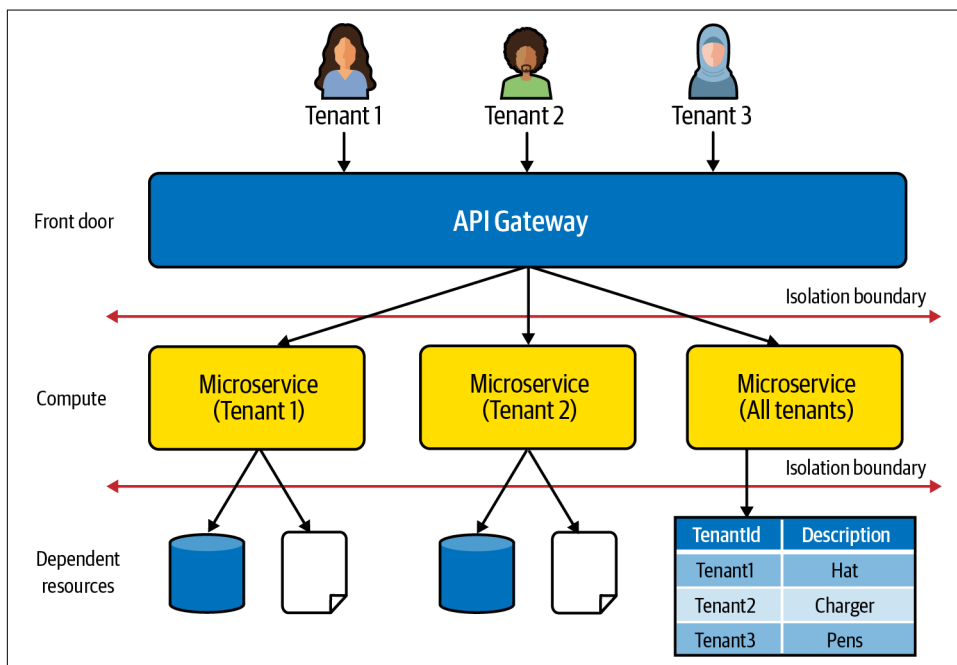 Tenant 1
Tenant 2
Tenant 3
Front door
API Gateway
Isolation boundary
Compute
Microservice
(Tenant 1)
Microservice
(Tenant 2)
Microservice
(All tenants)
Isolation boundary
Dependent
resources
TenantId Description
Tenant1 Hat
Tenant2 Charger
Tenant3 Pens